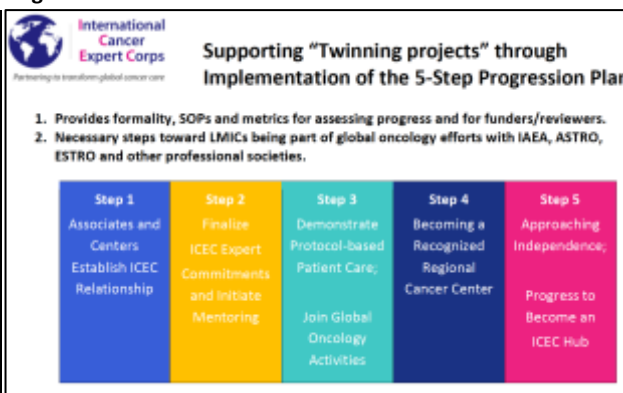 International
Cancer
Expert Corps
Partnering to transform global cancer care
Supporting “Twinning projects” through
Implementation of the 5-Step Progression Plan
1. Provides formality, SOPs and metrics for assessing progress and for funders/reviewers.
2. Necessary steps toward LMICs being part of global oncology efforts with IAEA, ASTRO,
ESTRO and other professional societies.
Step 1
Associates and
Centers
Establish ICEC
Relationship
Step 2
Finalize
ICEC Expert
Commitments
and Initiate
Mentoring
Step 3
Demonstrate
Protocol-based
Patient Care;
Join Global
Oncology
Activities
Step 4
Becoming a
Recognized
Regional
Cancer Center
Step 5
Approaching
Independence;
Progress to
Become an
ICEC Hub